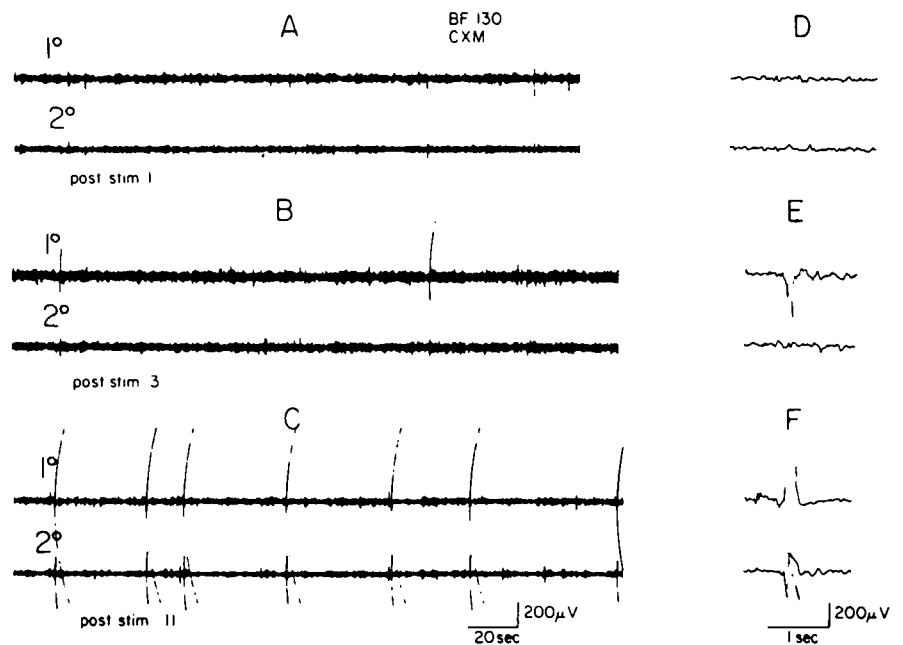 A
BF 130
CXM
D
1°
2°
post stim 1
B
E
1°
2°
post stim 3
C
F
1°
2°
post stim 11
200µV
20sec
200µV
1sec